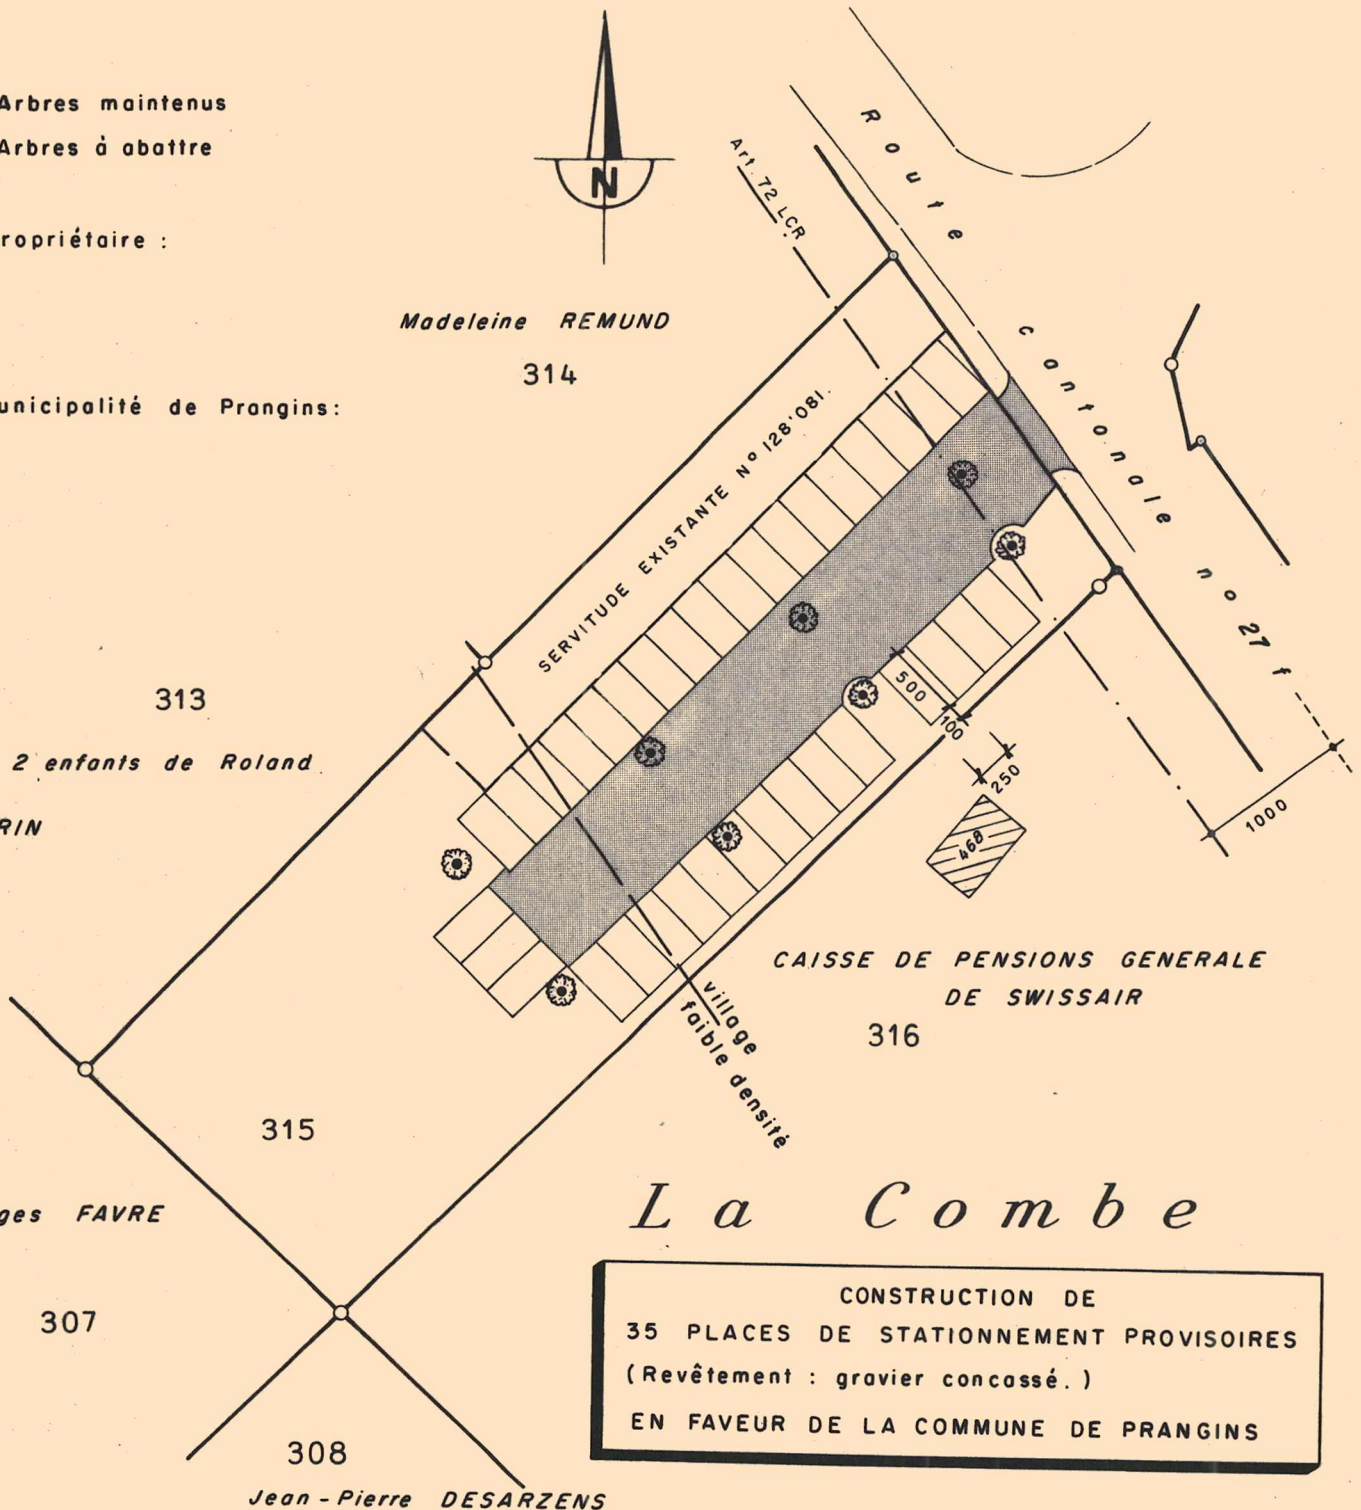 Arbres maintenus
Arbres à abattre
ropriétaire :
unicipalité de Prangins:
N
Art. 72 LCR
Route cantonale no 27 f
Madeleine REMUND
314
SERVITUDE EXISTANTE No 128'081.
313
2 enfants de Roland
RIN
500
100
250
1000
468
CAISSE DE PENSIONS GENERALE
DE SWISSAIR
316
village
faible densité
315
La Combe
ges FAVRE
307
CONSTRUCTION DE
35 PLACES DE STATIONNEMENT PROVISOIRES
(Revêtement : gravier concassé.)
EN FAVEUR DE LA COMMUNE DE PRANGINS
308
Jean-Pierre DESARZENS